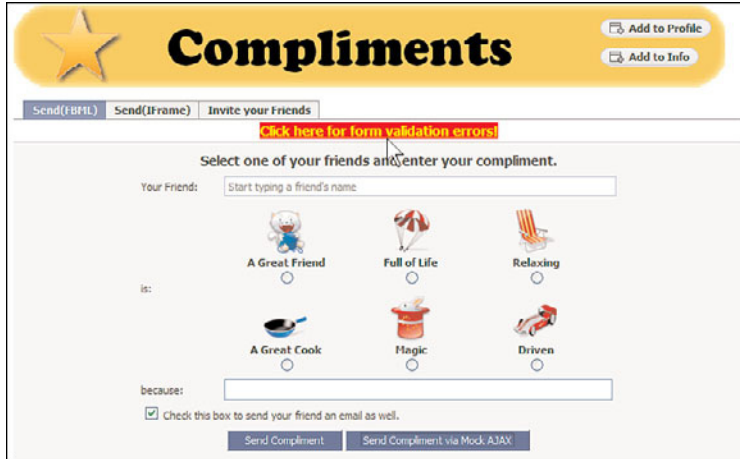 Compliments
Add to Profile
Add to Info
Send(FBML) Send(IFrame) Invite your Friends
Click here for form validation errors!
Select one of your friends and enter your compliment.
Your Friend: Start typing a friend's name
A Great Friend Full of Life Relaxing
is:
A Great Cook Magic Driven
because:
Check this box to send your friend an email as well.
Send Compliment Send Compliment via Mock AJAX